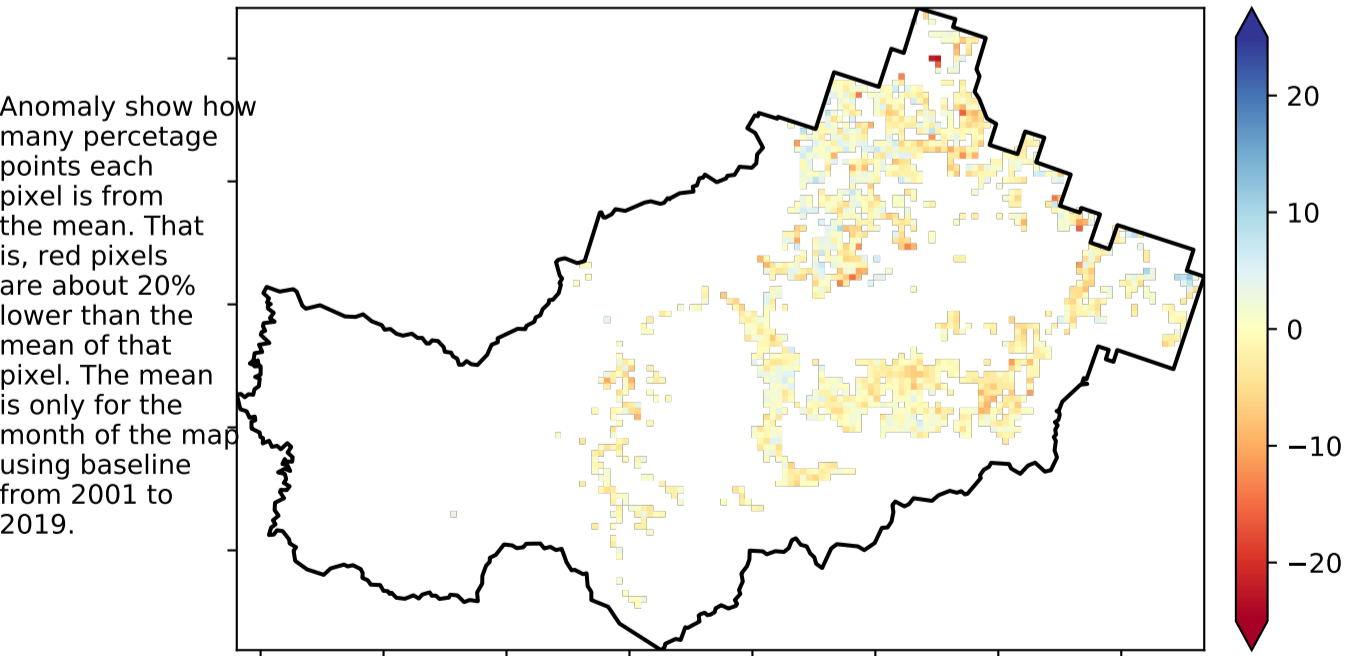 Anomaly show how
many percetage
points each
pixel is from
the mean. That
is, red pixels
are about 20%
lower than the
mean of that
pixel. The mean
is only for the
month of the map
using baseline
from 2001 to
2019.
20
10
0
−10
−20